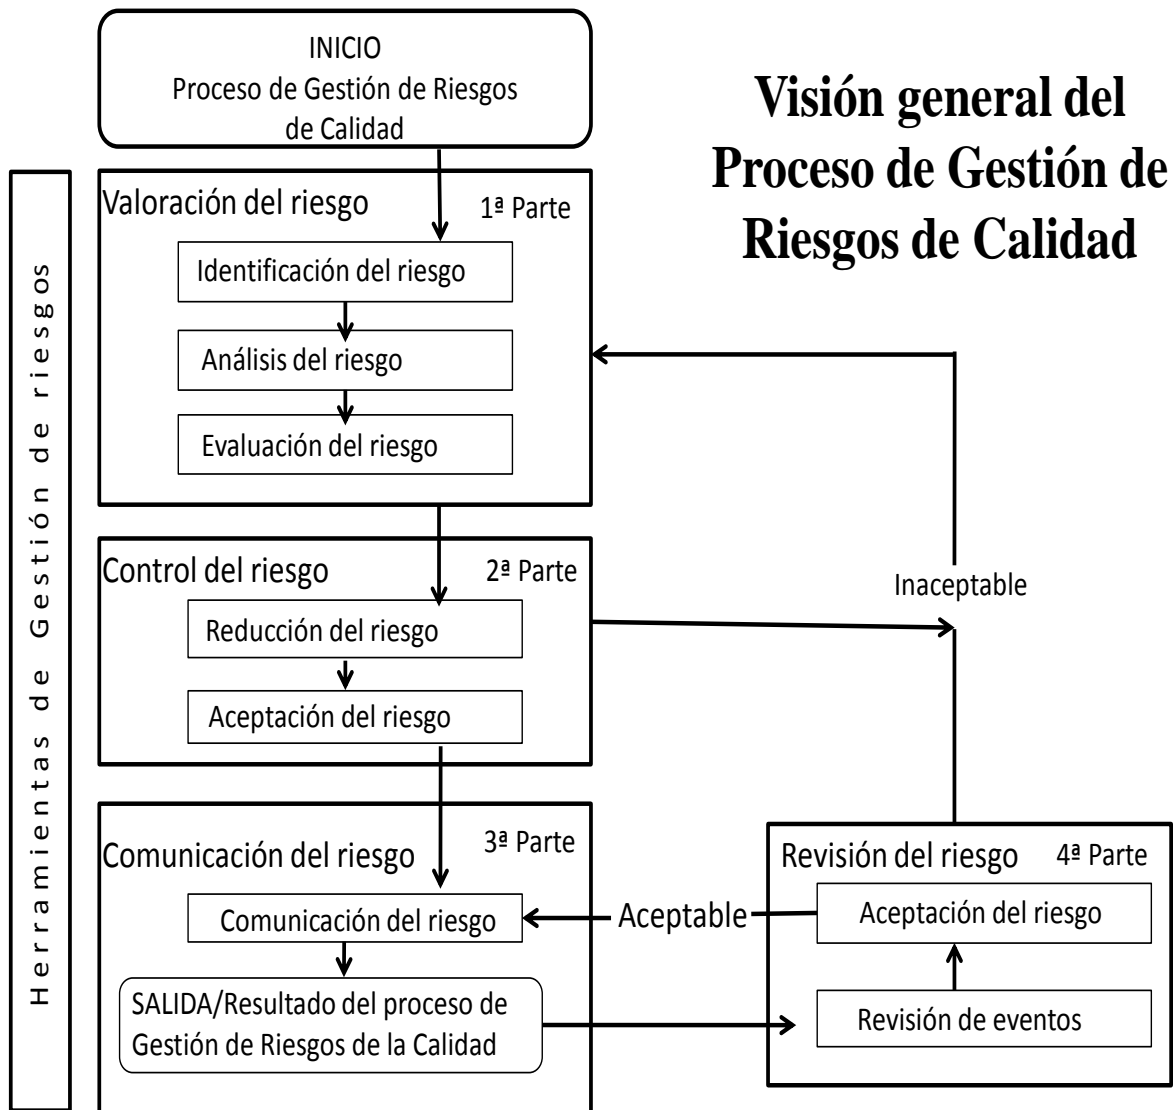 INICIO
Proceso de Gestión de Riesgos
de Calidad
Visión general del
Proceso de Gestión de
Riesgos de Calidad
Herramientas de Gestión de riesgos
Valoración del riesgo 1ª Parte
Identificación del riesgo
Análisis del riesgo
Evaluación del riesgo
Control del riesgo 2ª Parte
Reducción del riesgo
Aceptación del riesgo
Inaceptable
Comunicación del riesgo 3ª Parte
Comunicación del riesgo
SALIDA/Resultado del proceso de
Gestión de Riesgos de la Calidad
Aceptable
Revisión del riesgo 4ª Parte
Aceptación del riesgo
Revisión de eventos